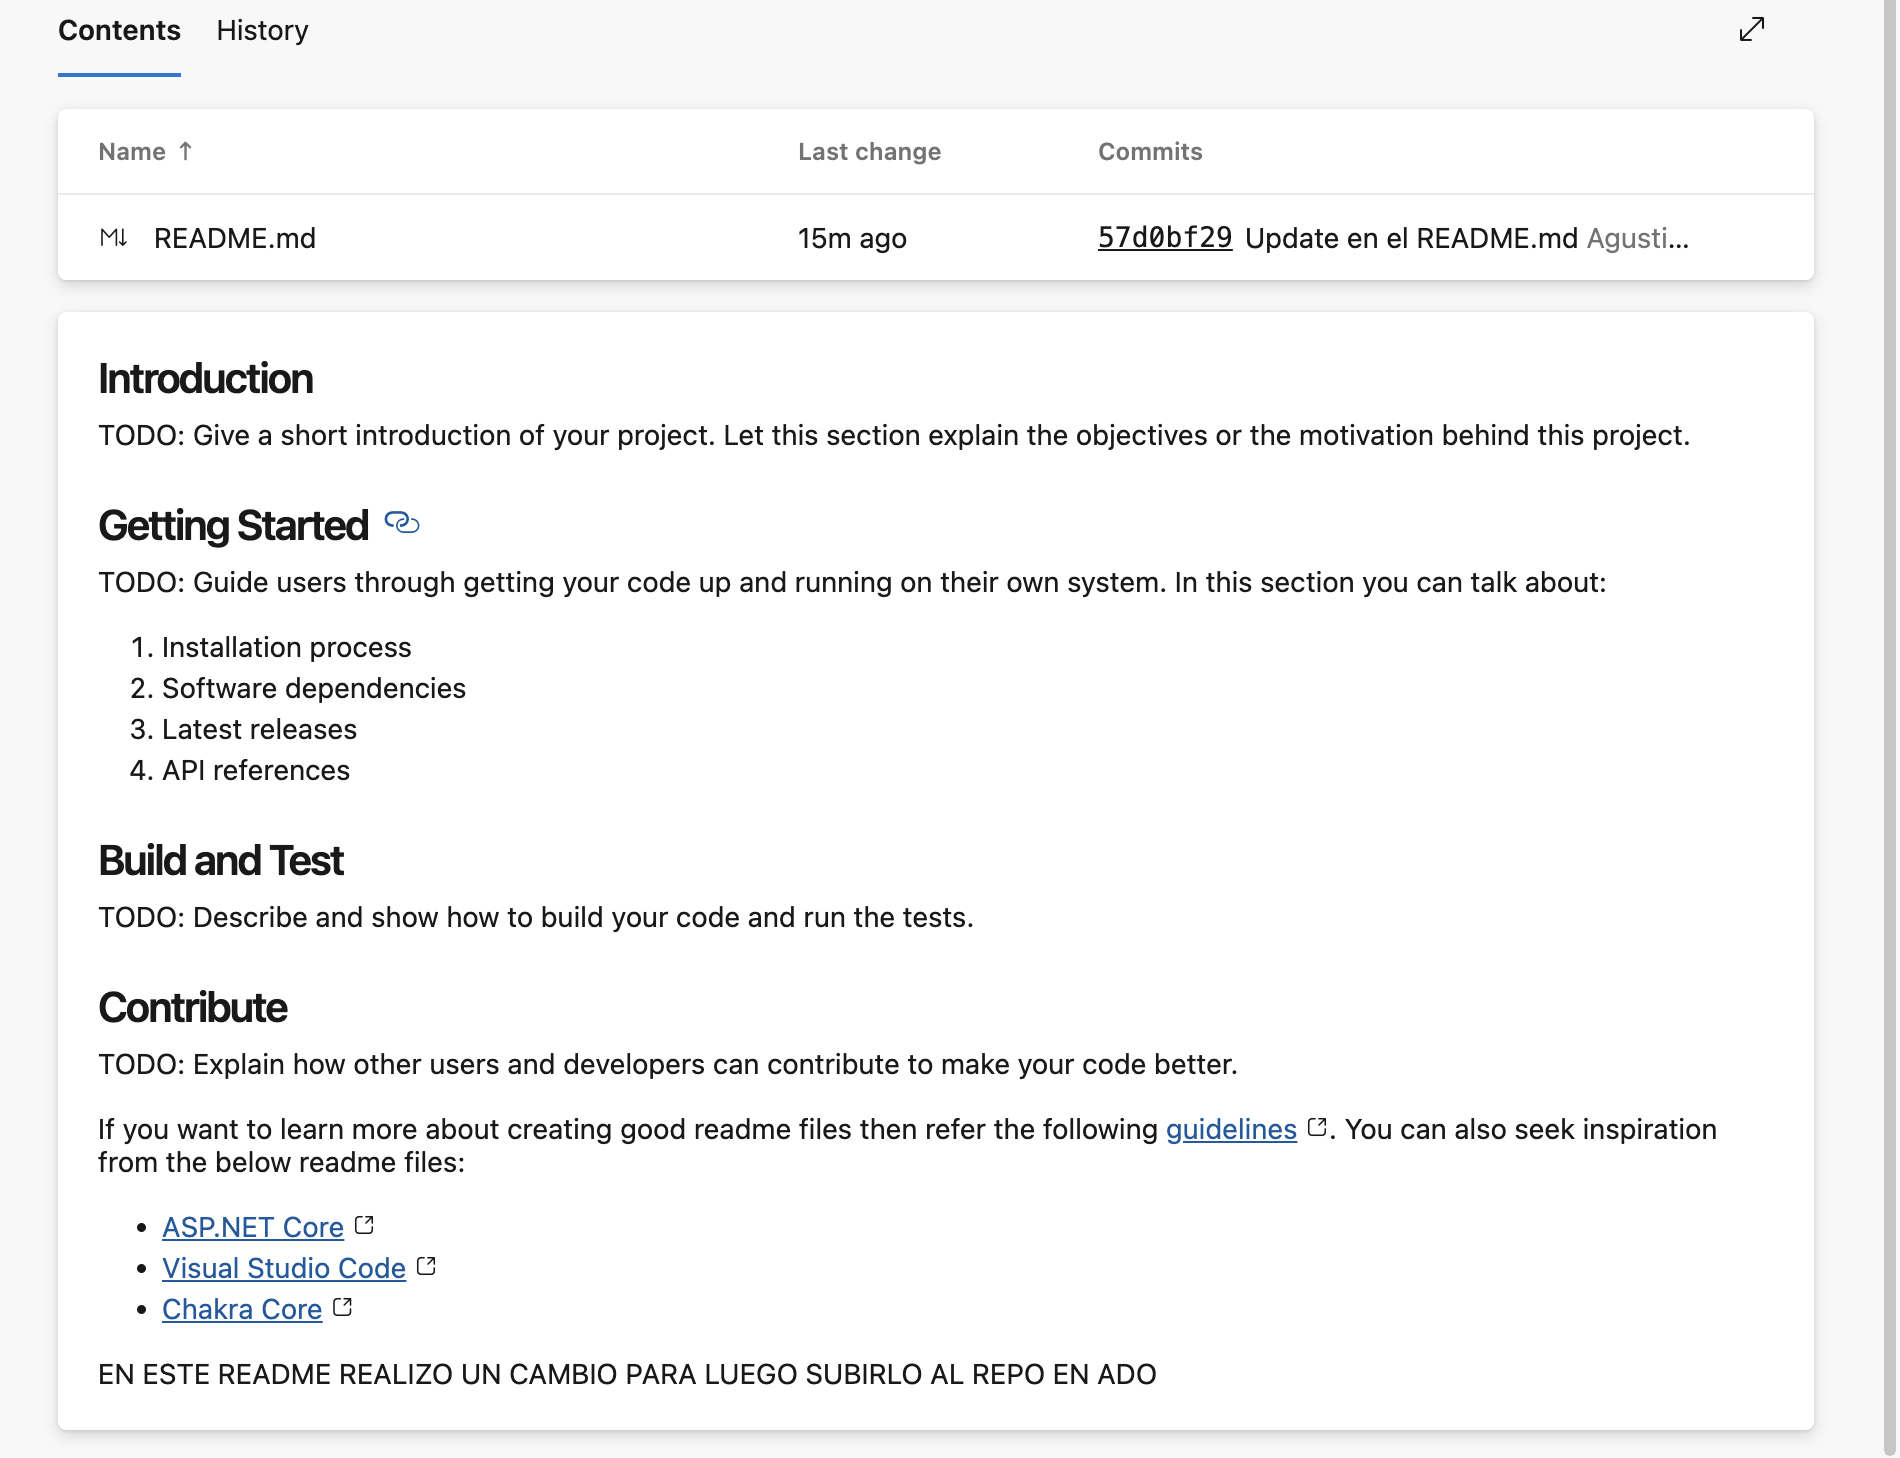 Contents History
Name ↑ Last change Commits
README.md 15m ago 57d0bf29 Update en el README.md Agusti...
Introduction
TODO: Give a short introduction of your project. Let this section explain the objectives or the motivation behind this project.
Getting Started
TODO: Guide users through getting your code up and running on their own system. In this section you can talk about:
1. Installation process
2. Software dependencies
3. Latest releases
4. API references
Build and Test
TODO: Describe and show how to build your code and run the tests.
Contribute
TODO: Explain how other users and developers can contribute to make your code better.
If you want to learn more about creating good readme files then refer the following guidelines. You can also seek inspiration
from the below readme files:
• ASP.NET Core
• Visual Studio Code
• Chakra Core
EN ESTE README REALIZO UN CAMBIO PARA LUEGO SUBIRLO AL REPO EN ADO